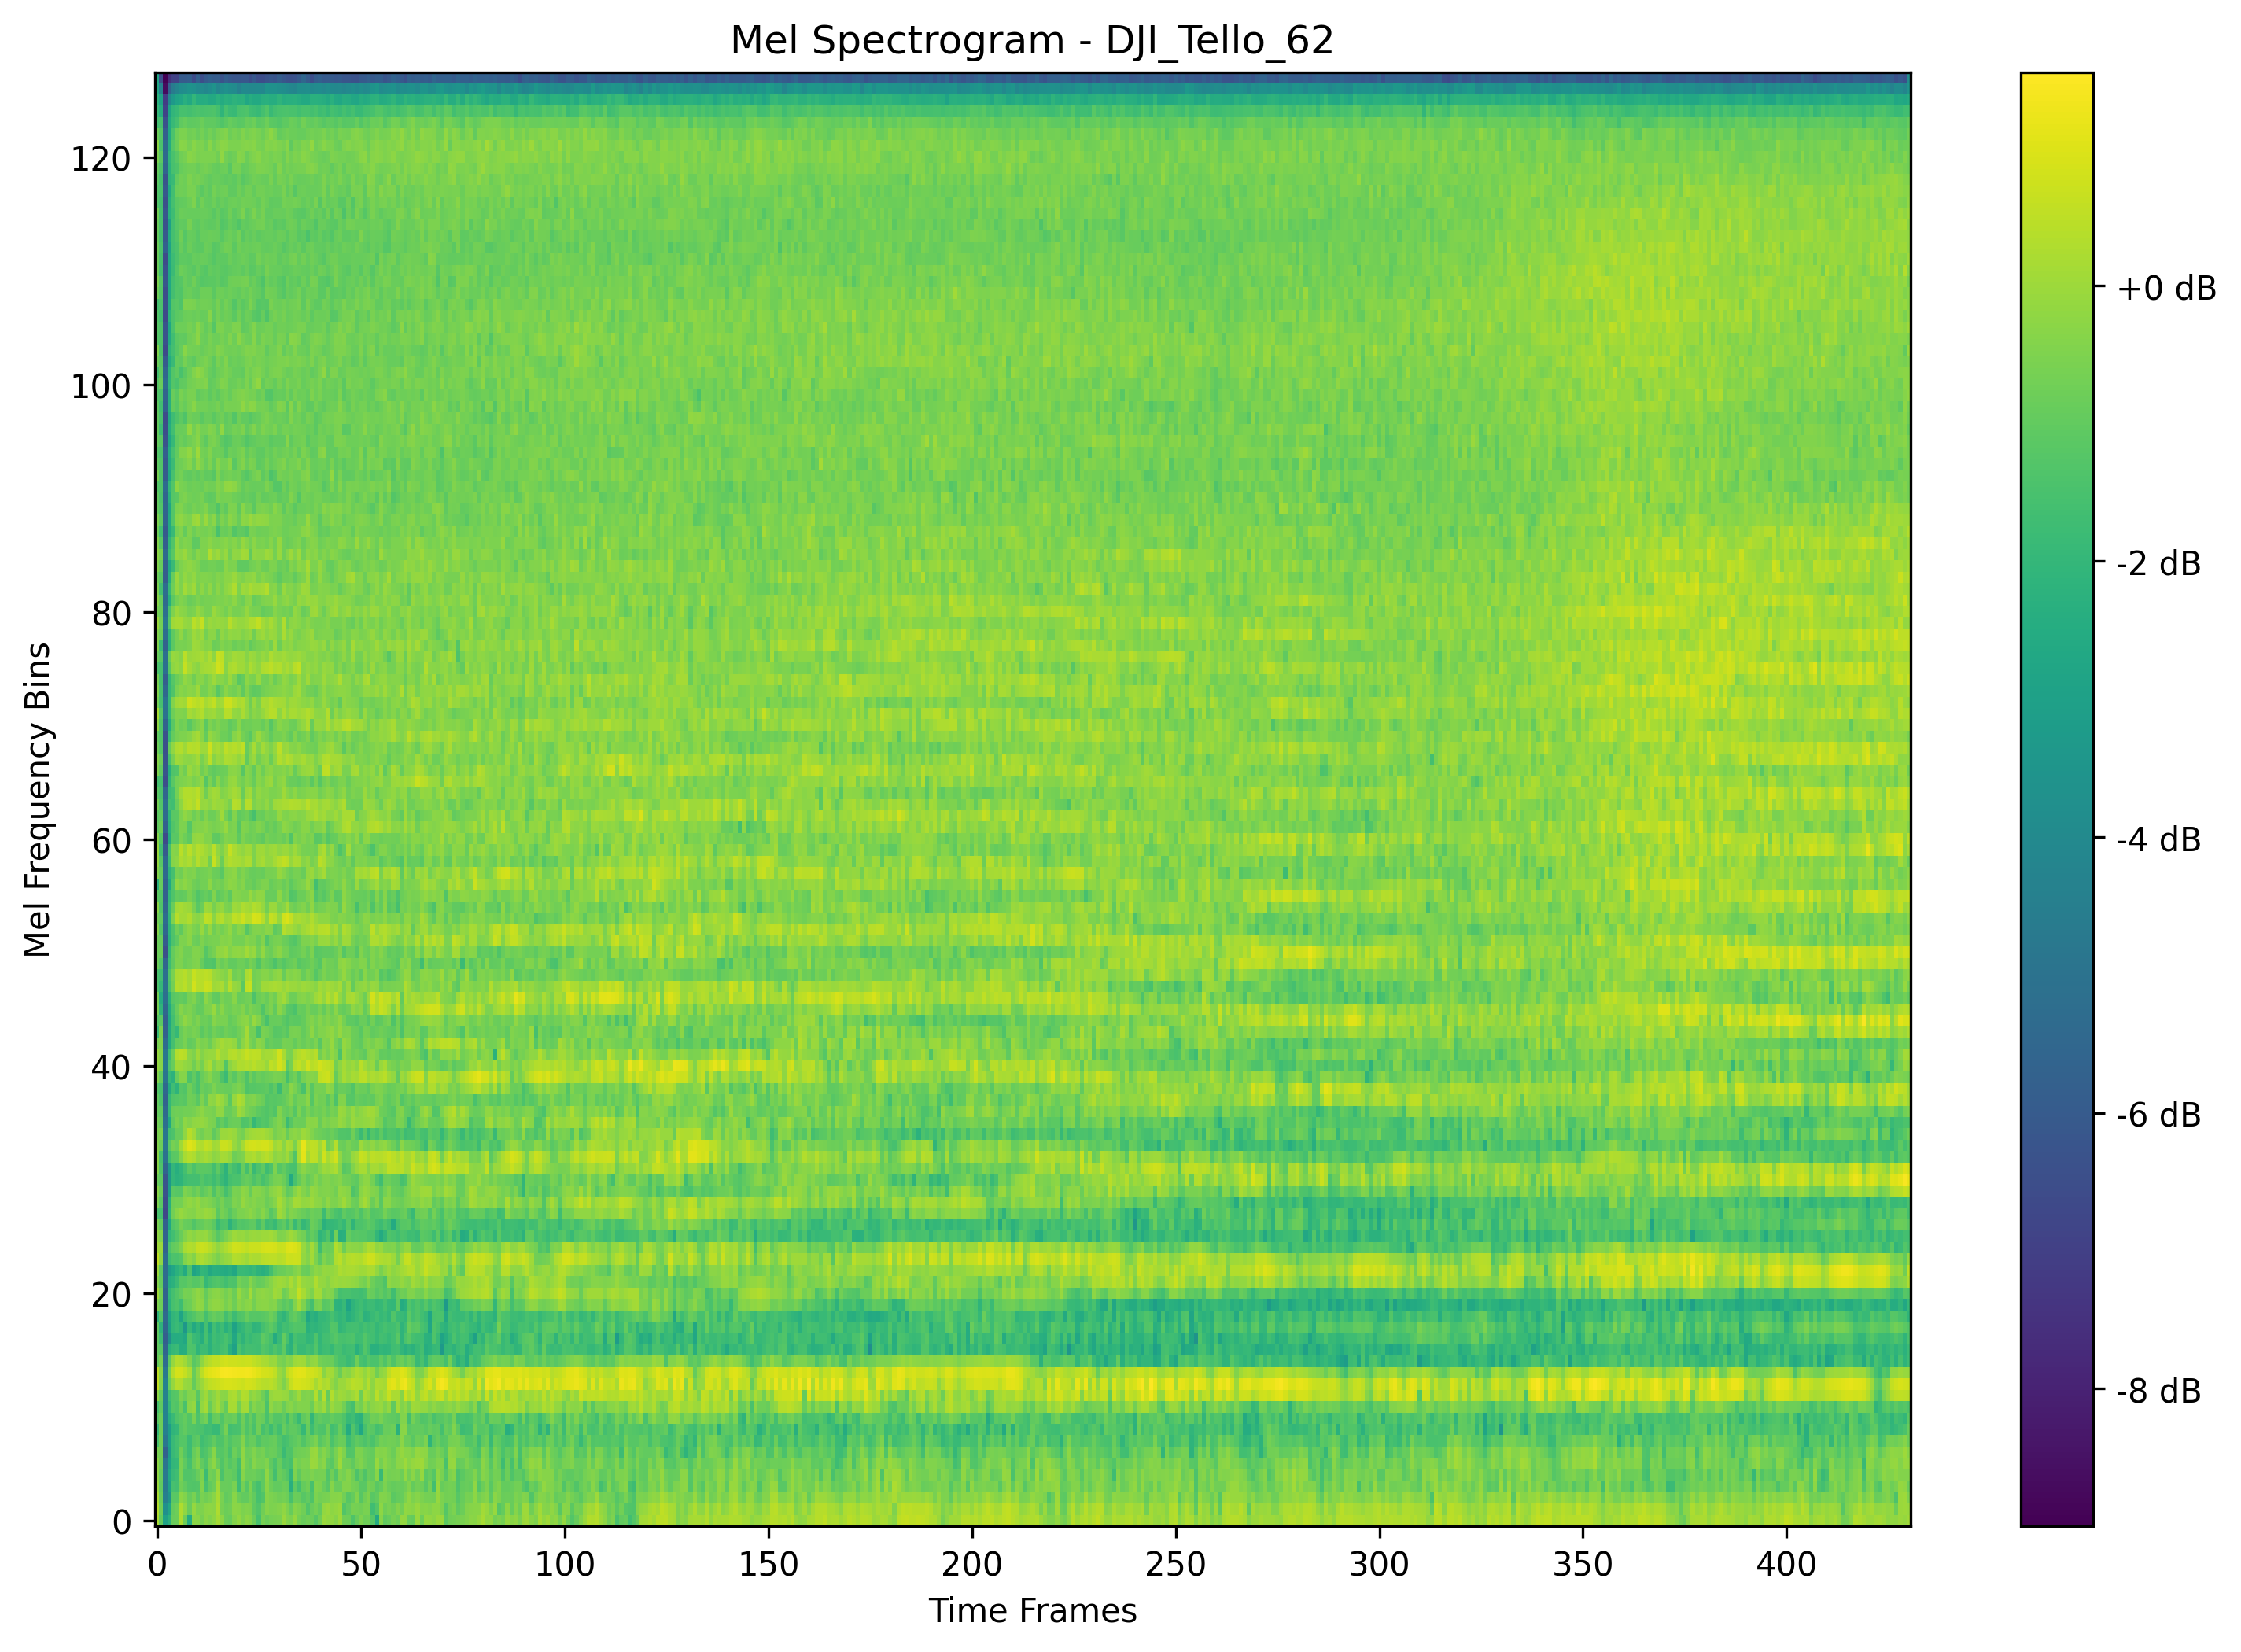 Mel Spectrogram - DJI_Tello_62
Mel Frequency Bins
120
100
80
60
40
20
0
0 50 100 150 200 250 300 350 400
Time Frames
+0 dB
-2 dB
-4 dB
-6 dB
-8 dB